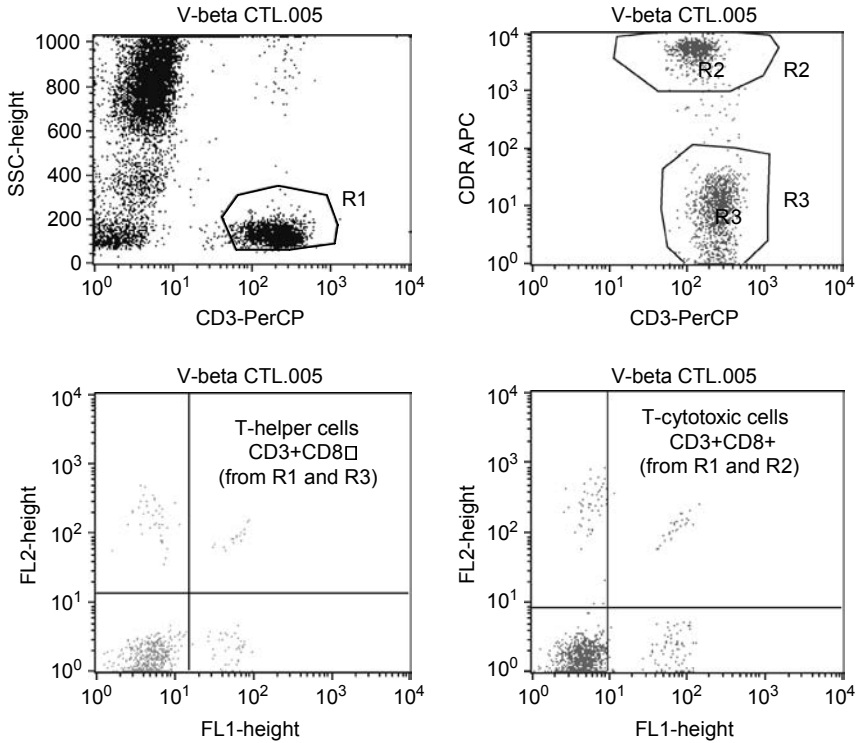 V-beta CTL.005
SSC-height
1000
800
600
400
200
0
10⁰ 10¹ 10² 10³ 10⁴
CD3-PerCP
R1
V-beta CTL.005
CDR APC
10⁴
10³
10²
10¹
10⁰
10⁰ 10¹ 10² 10³ 10⁴
CD3-PerCP
R2
R2
R3
R3
V-beta CTL.005
FL2-height
10⁴
10³
10²
10¹
10⁰
10⁰ 10¹ 10² 10³ 10⁴
FL1-height
T-helper cells
CD3+CD8□
(from R1 and R3)
V-beta CTL.005
FL2-height
10⁴
10³
10²
10¹
10⁰
10⁰ 10¹ 10² 10³ 10⁴
FL1-height
T-cytotoxic cells
CD3+CD8+
(from R1 and R2)